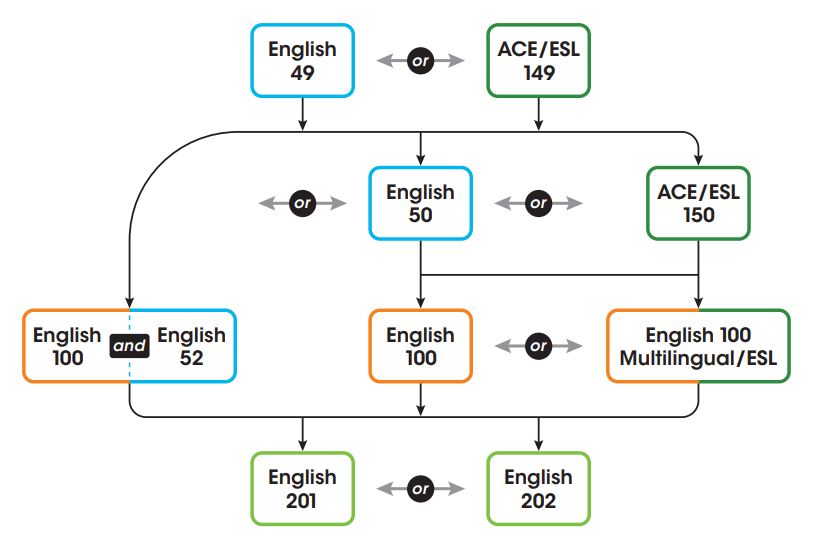 English
49
or
ACE/ESL
149
or
English
50
or
ACE/ESL
150
English
100
and
English
52
English
100
or
English 100
Multilingual/ESL
English
201
or
English
202